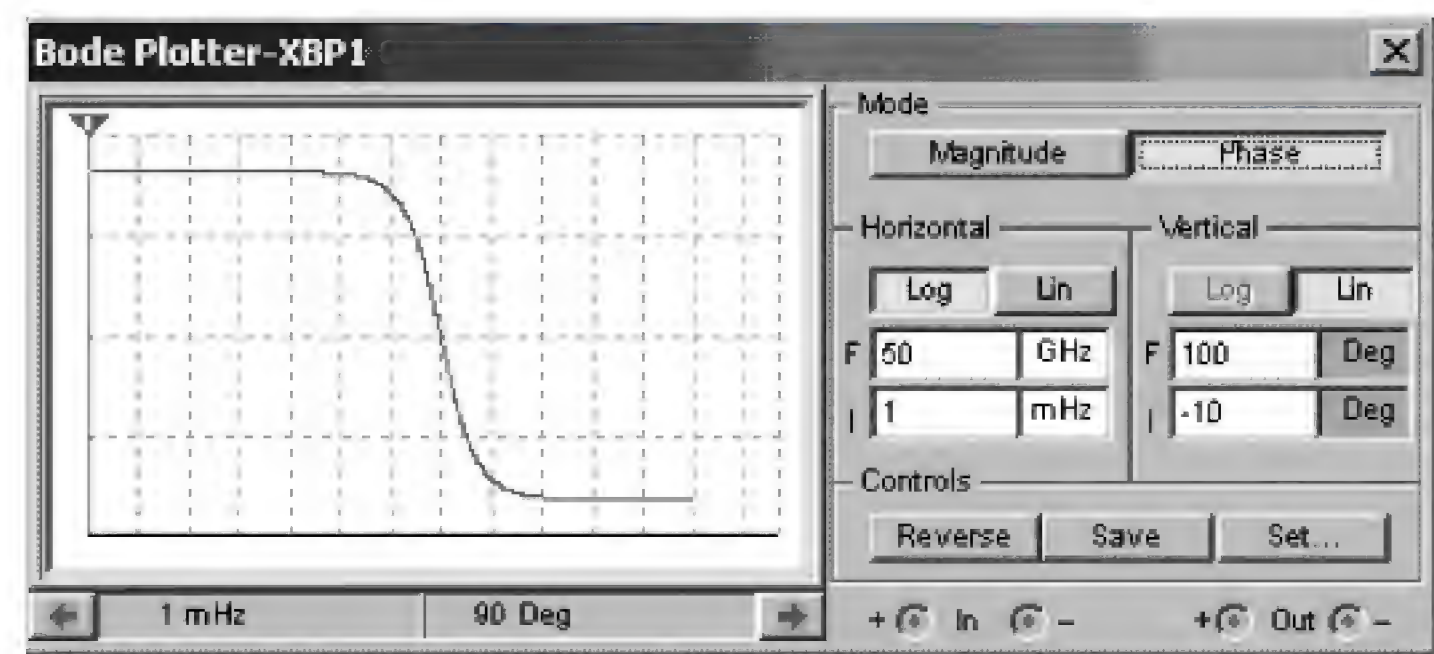 Bode Plotter-XBP1
Mode
Magnitude Phase
Horizontal Vertical
Log Lin Log Lin
F 50 GHz F 100 Deg
I 1 mHz I -10 Deg
Controls
Reverse Save Set...
1 mHz 90 Deg
+ In - + Out -